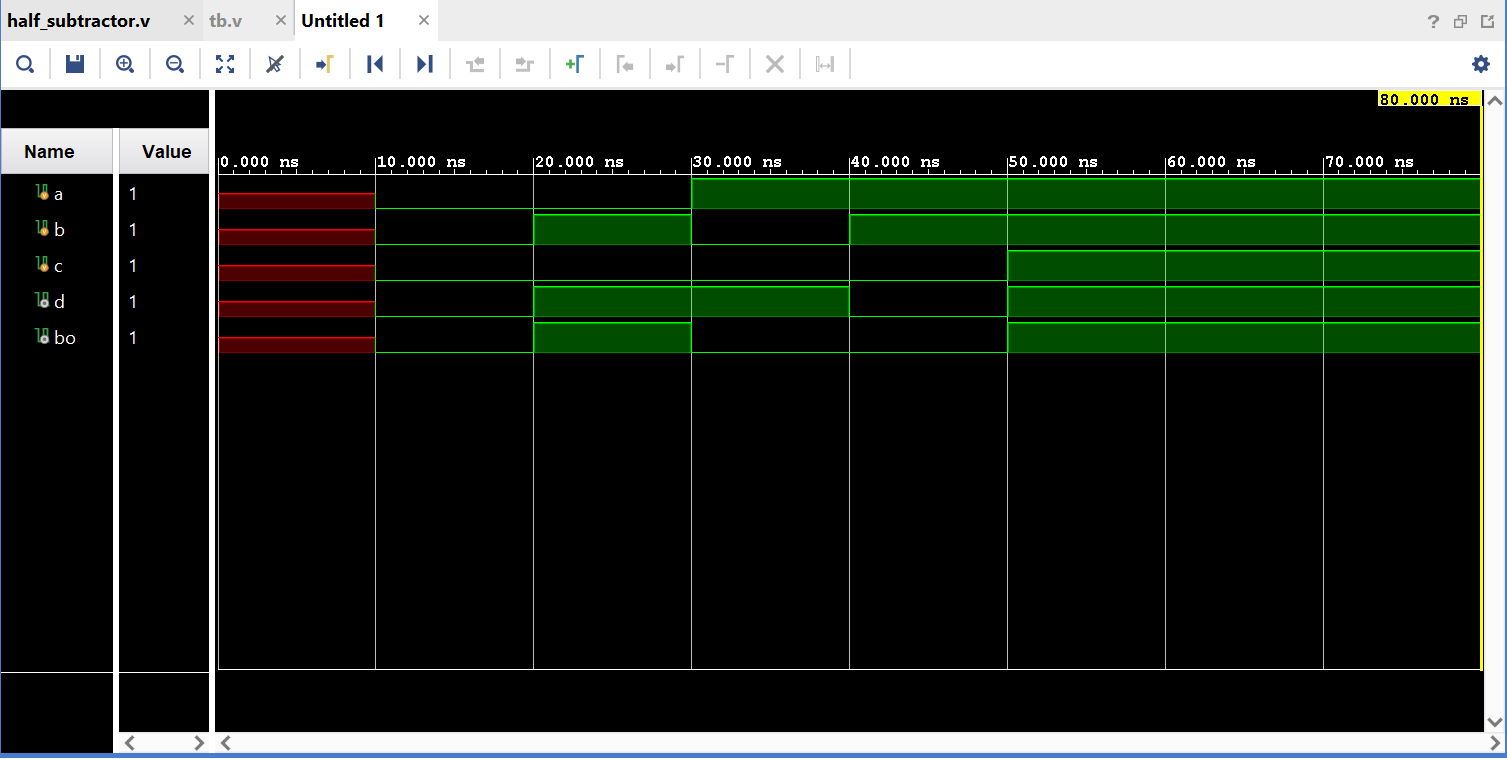 half_subtractor.v × tb.v × Untitled 1 ×
?
80.000 ns
Name Value
0.000 ns 10.000 ns 20.000 ns 30.000 ns 40.000 ns 50.000 ns 60.000 ns 70.000 ns
a 1
b 1
c 1
d 1
bo 1